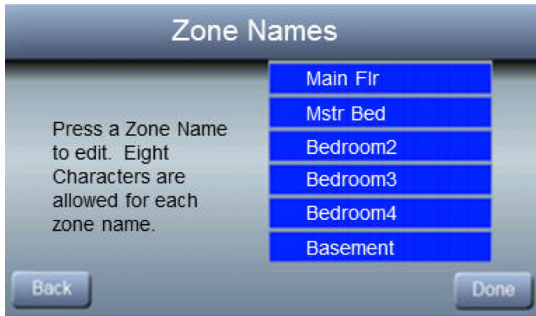 Zone Names
Press a Zone Name
to edit. Eight
Characters are
allowed for each
zone name.
Main Flr
Mstr Bed
Bedroom2
Bedroom3
Bedroom4
Basement
Back
Done